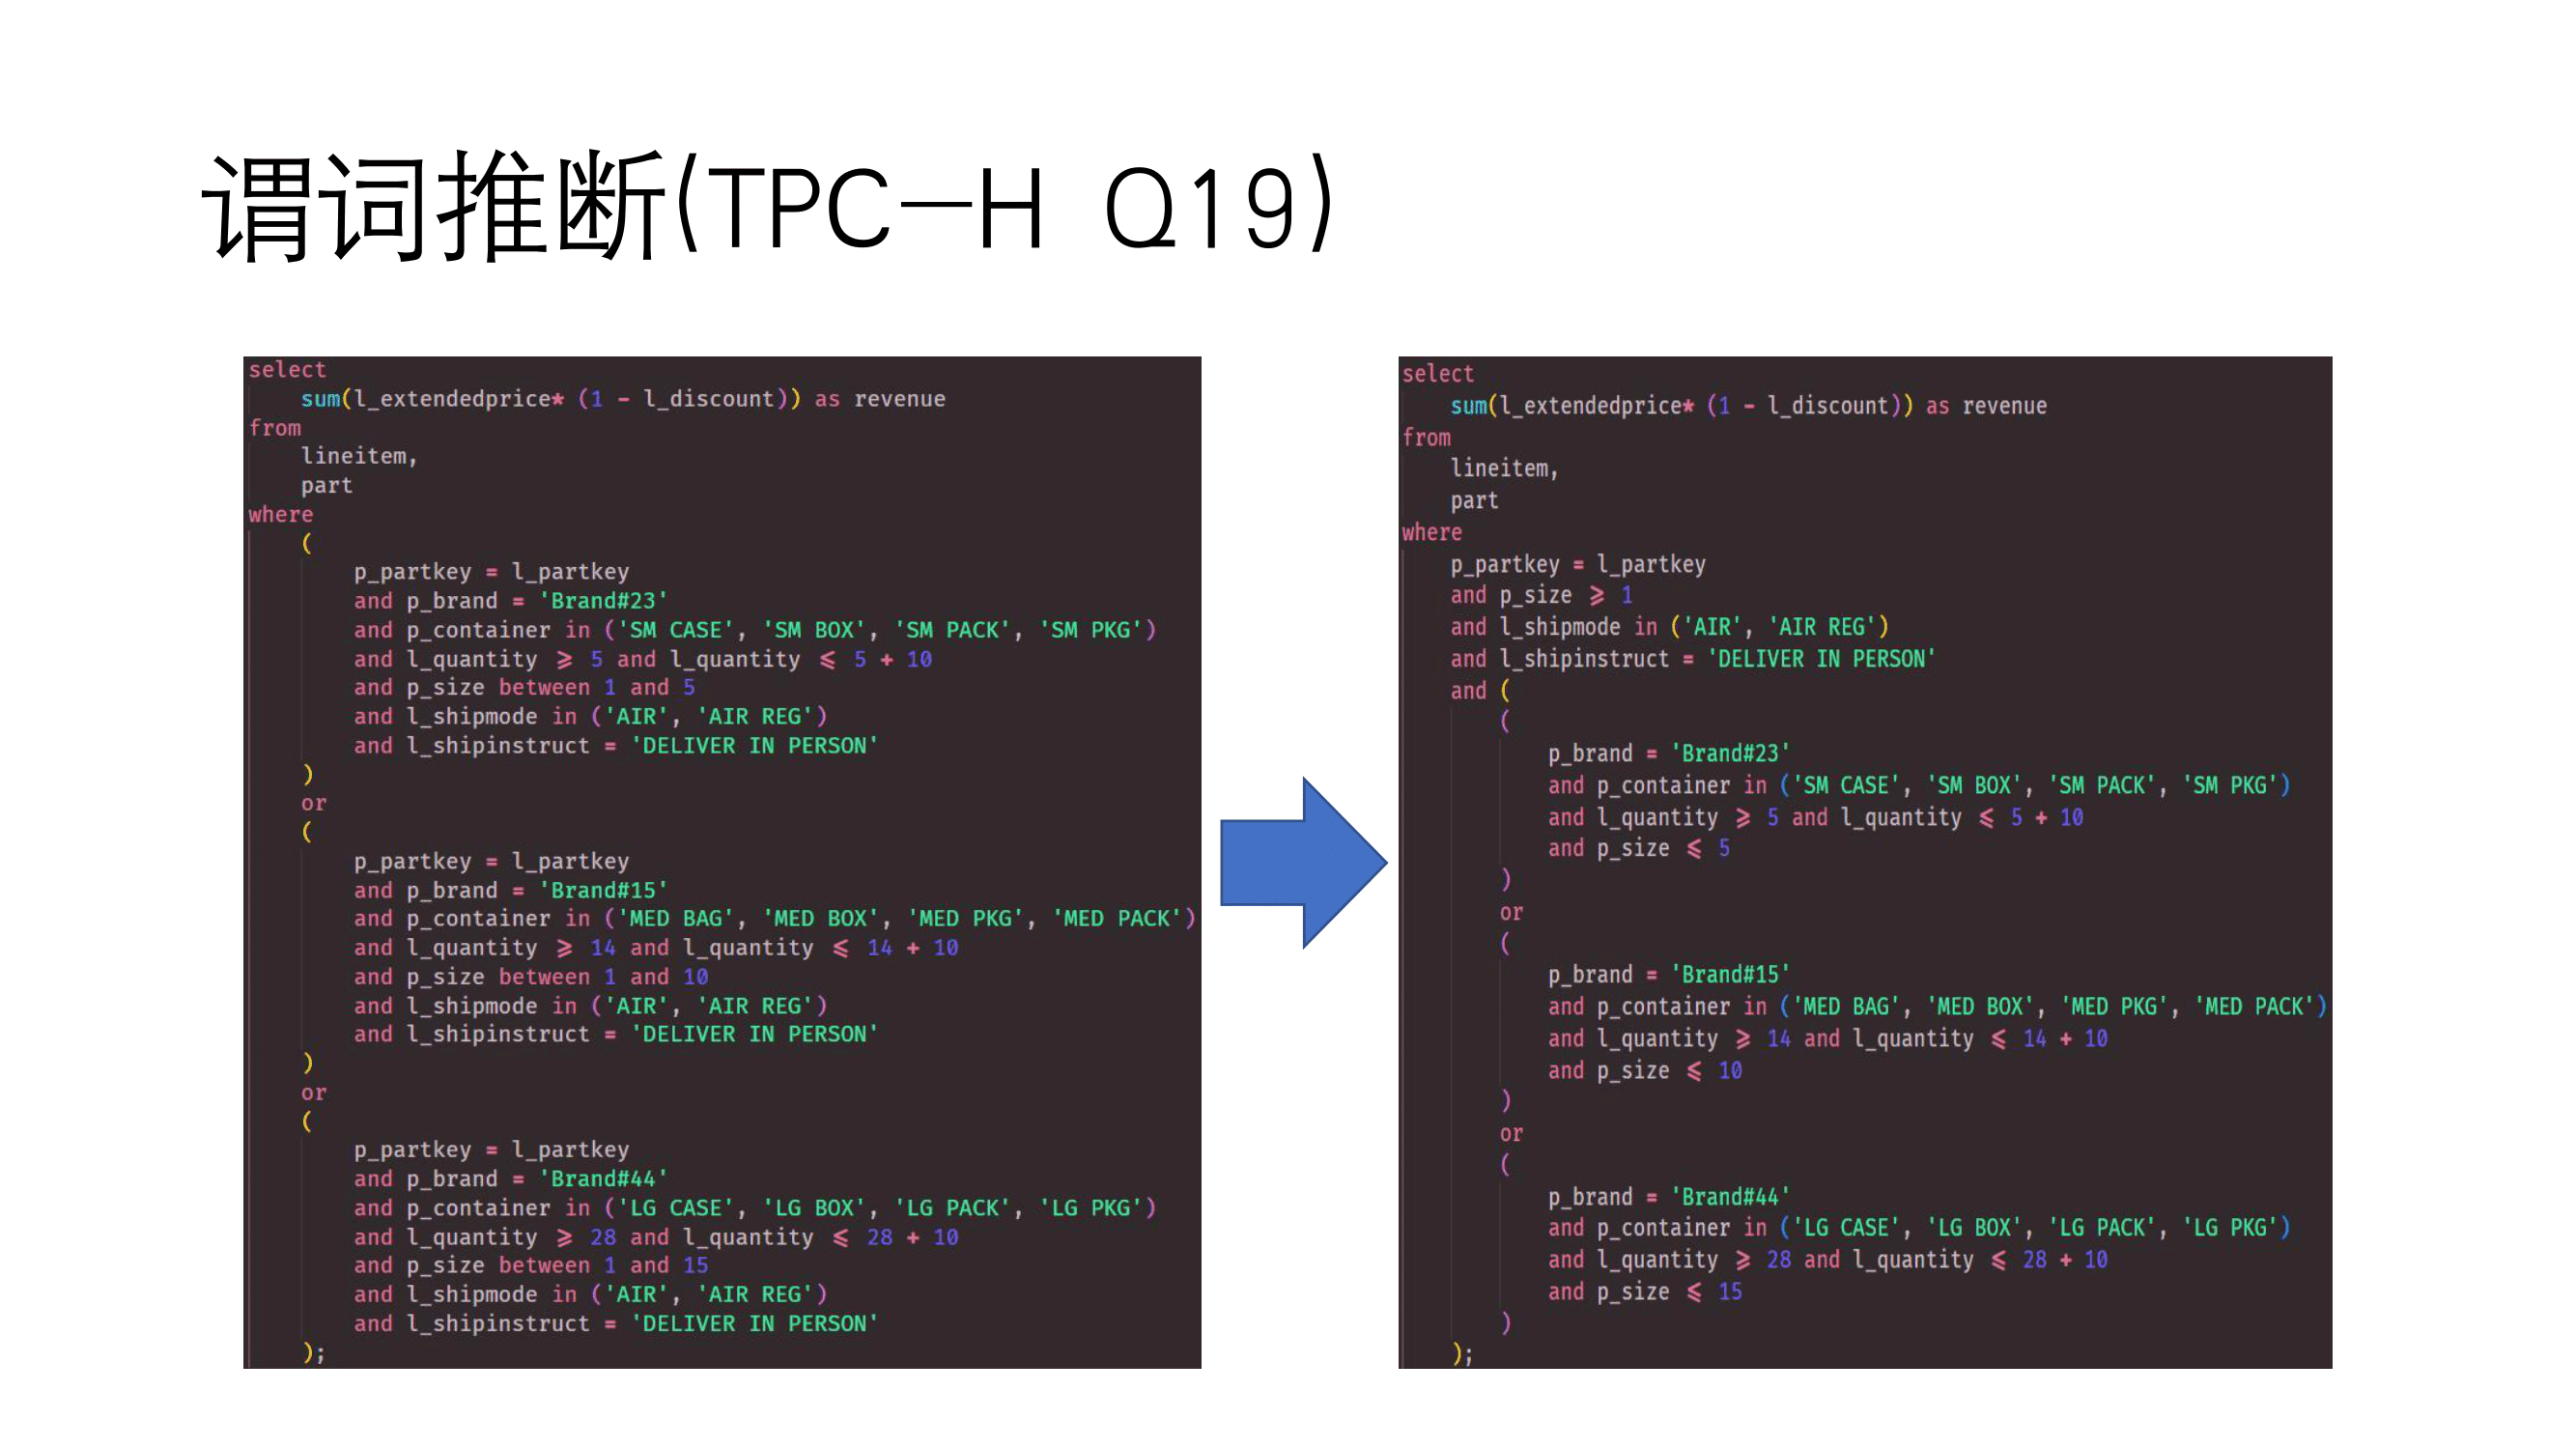 谓词推断(TPC-H Q19)
select
sum(l_extendedprice* (1 - l_discount)) as revenue
from
lineitem,
part
where
(
p_partkey = l_partkey
and p_brand = 'Brand#23'
and p_container in ('SM CASE', 'SM BOX', 'SM PACK', 'SM PKG')
and l_quantity ⩾ 5 and l_quantity ⩽ 5 + 10
and p_size between 1 and 5
and l_shipmode in ('AIR', 'AIR REG')
and l_shipinstruct = 'DELIVER IN PERSON'
)
or
(
p_partkey = l_partkey
and p_brand = 'Brand#15'
and p_container in ('MED BAG', 'MED BOX', 'MED PKG', 'MED PACK')
and l_quantity ⩾ 14 and l_quantity ⩽ 14 + 10
and p_size between 1 and 10
and l_shipmode in ('AIR', 'AIR REG')
and l_shipinstruct = 'DELIVER IN PERSON'
)
or
(
p_partkey = l_partkey
and p_brand = 'Brand#44'
and p_container in ('LG CASE', 'LG BOX', 'LG PACK', 'LG PKG')
and l_quantity ⩾ 28 and l_quantity ⩽ 28 + 10
and p_size between 1 and 15
and l_shipmode in ('AIR', 'AIR REG')
and l_shipinstruct = 'DELIVER IN PERSON'
);
select
sum(l_extendedprice* (1 - l_discount)) as revenue
from
lineitem,
part
where
p_partkey = l_partkey
and p_size ⩾ 1
and l_shipmode in ('AIR', 'AIR REG')
and l_shipinstruct = 'DELIVER IN PERSON'
and (
(
p_brand = 'Brand#23'
and p_container in ('SM CASE', 'SM BOX', 'SM PACK', 'SM PKG')
and l_quantity ⩾ 5 and l_quantity ⩽ 5 + 10
and p_size ⩽ 5
)
or
(
p_brand = 'Brand#15'
and p_container in ('MED BAG', 'MED BOX', 'MED PKG', 'MED PACK')
and l_quantity ⩾ 14 and l_quantity ⩽ 14 + 10
and p_size ⩽ 10
)
or
(
p_brand = 'Brand#44'
and p_container in ('LG CASE', 'LG BOX', 'LG PACK', 'LG PKG')
and l_quantity ⩾ 28 and l_quantity ⩽ 28 + 10
and p_size ⩽ 15
)
);